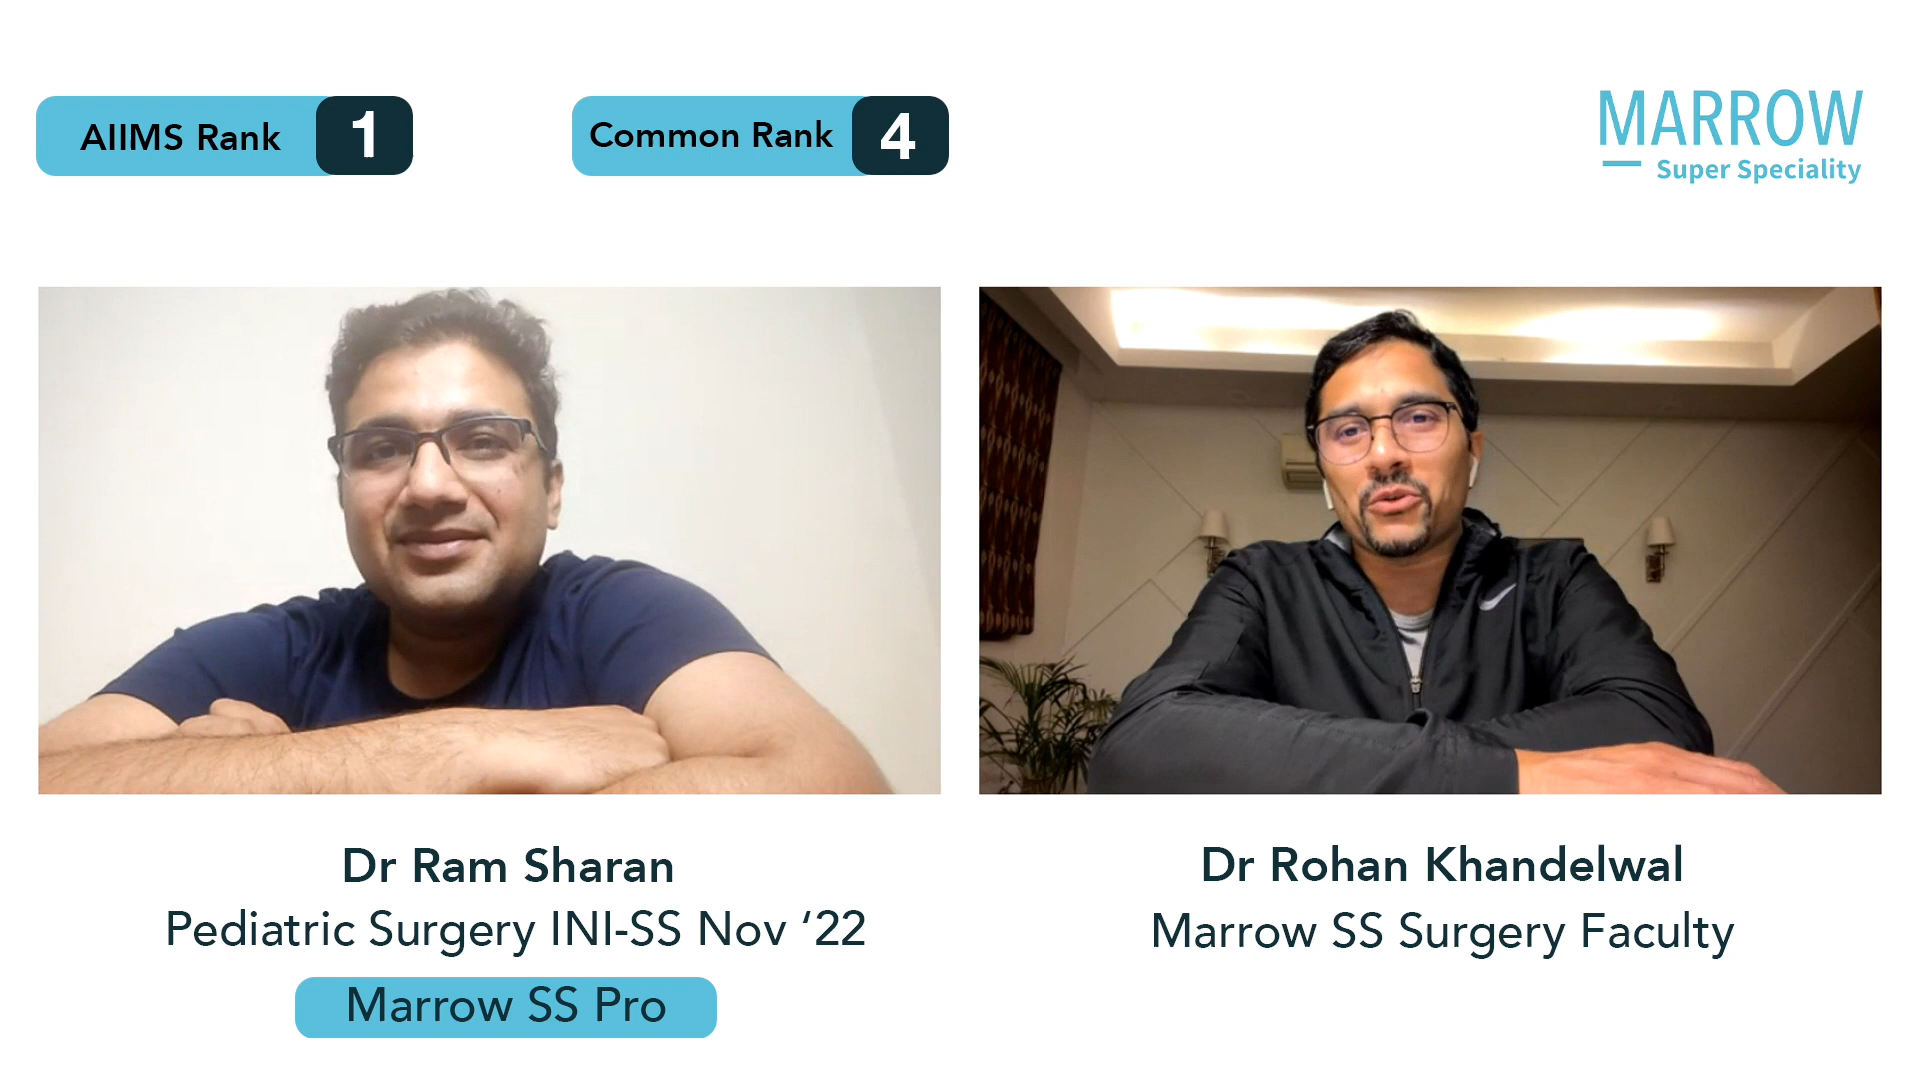 AIIMS Rank 1
Common Rank 4
MARROW
Super Speciality
Dr Ram Sharan
Pediatric Surgery INI-SS Nov ‘22
Marrow SS Pro
Dr Rohan Khandelwal
Marrow SS Surgery Faculty